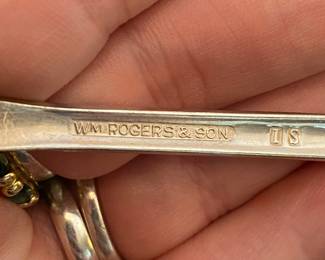 WM ROGERS & SON IS